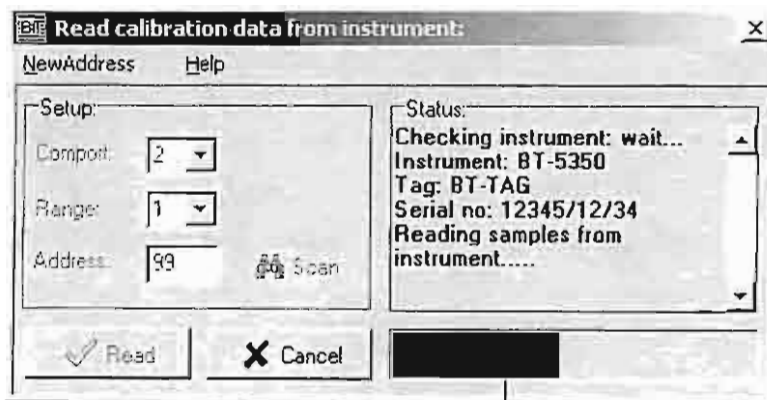 BT Read calibration data from instrument:
NewAddress Help
Setup:
Comport: 2
Range: 1
Address: 99 Scan
Read Cancel
Status:
Checking instrument: wait...
Instrument: BT-5350
Tag: BT-TAG
Serial no: 12345/12/34
Reading samples from
instrument.....